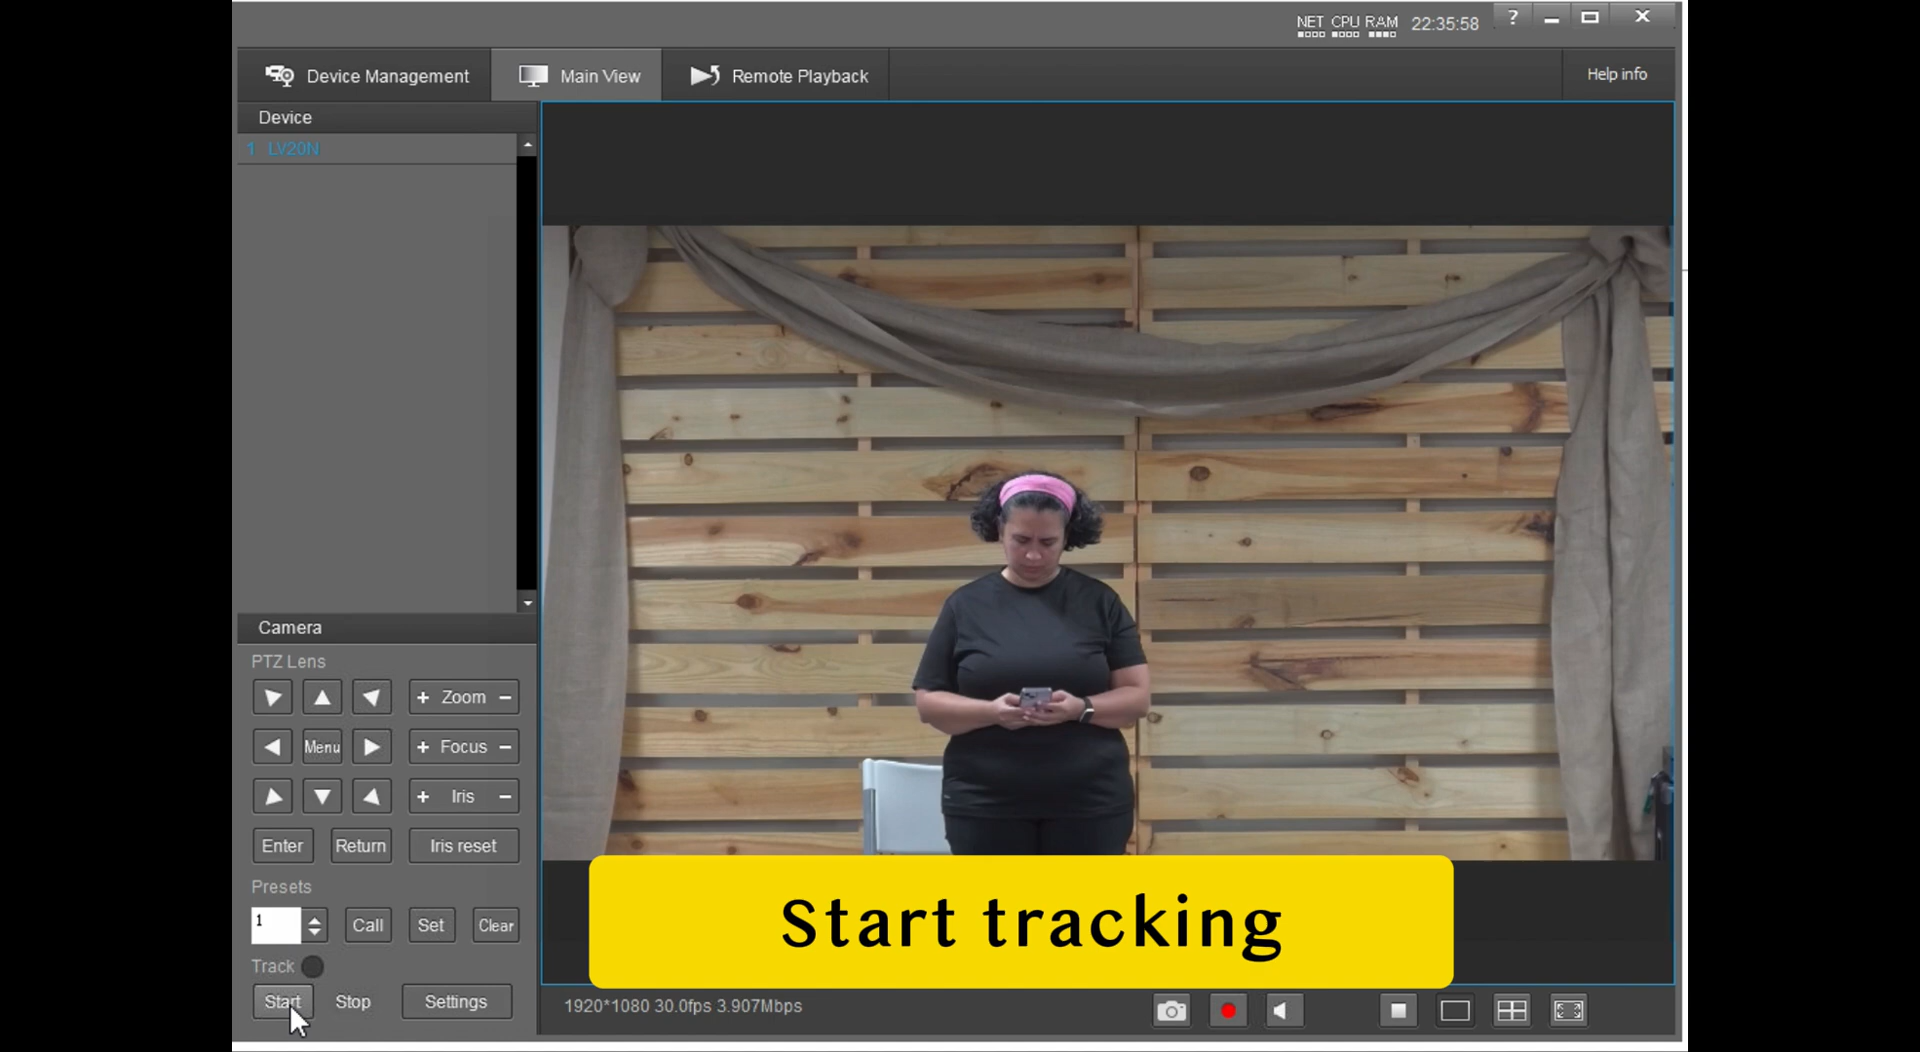 NET CPU RAM 22:35:58 ?
Device Management Main View Remote Playback Help info
Device
1 LV20N
Camera
PTZ Lens
+ Zoom −
Menu + Focus −
+ Iris −
Enter Return Iris reset
Presets
1 Call Set Clear
Track
Start Stop Settings
Start tracking
1920*1080 30.0fps 3.907Mbps